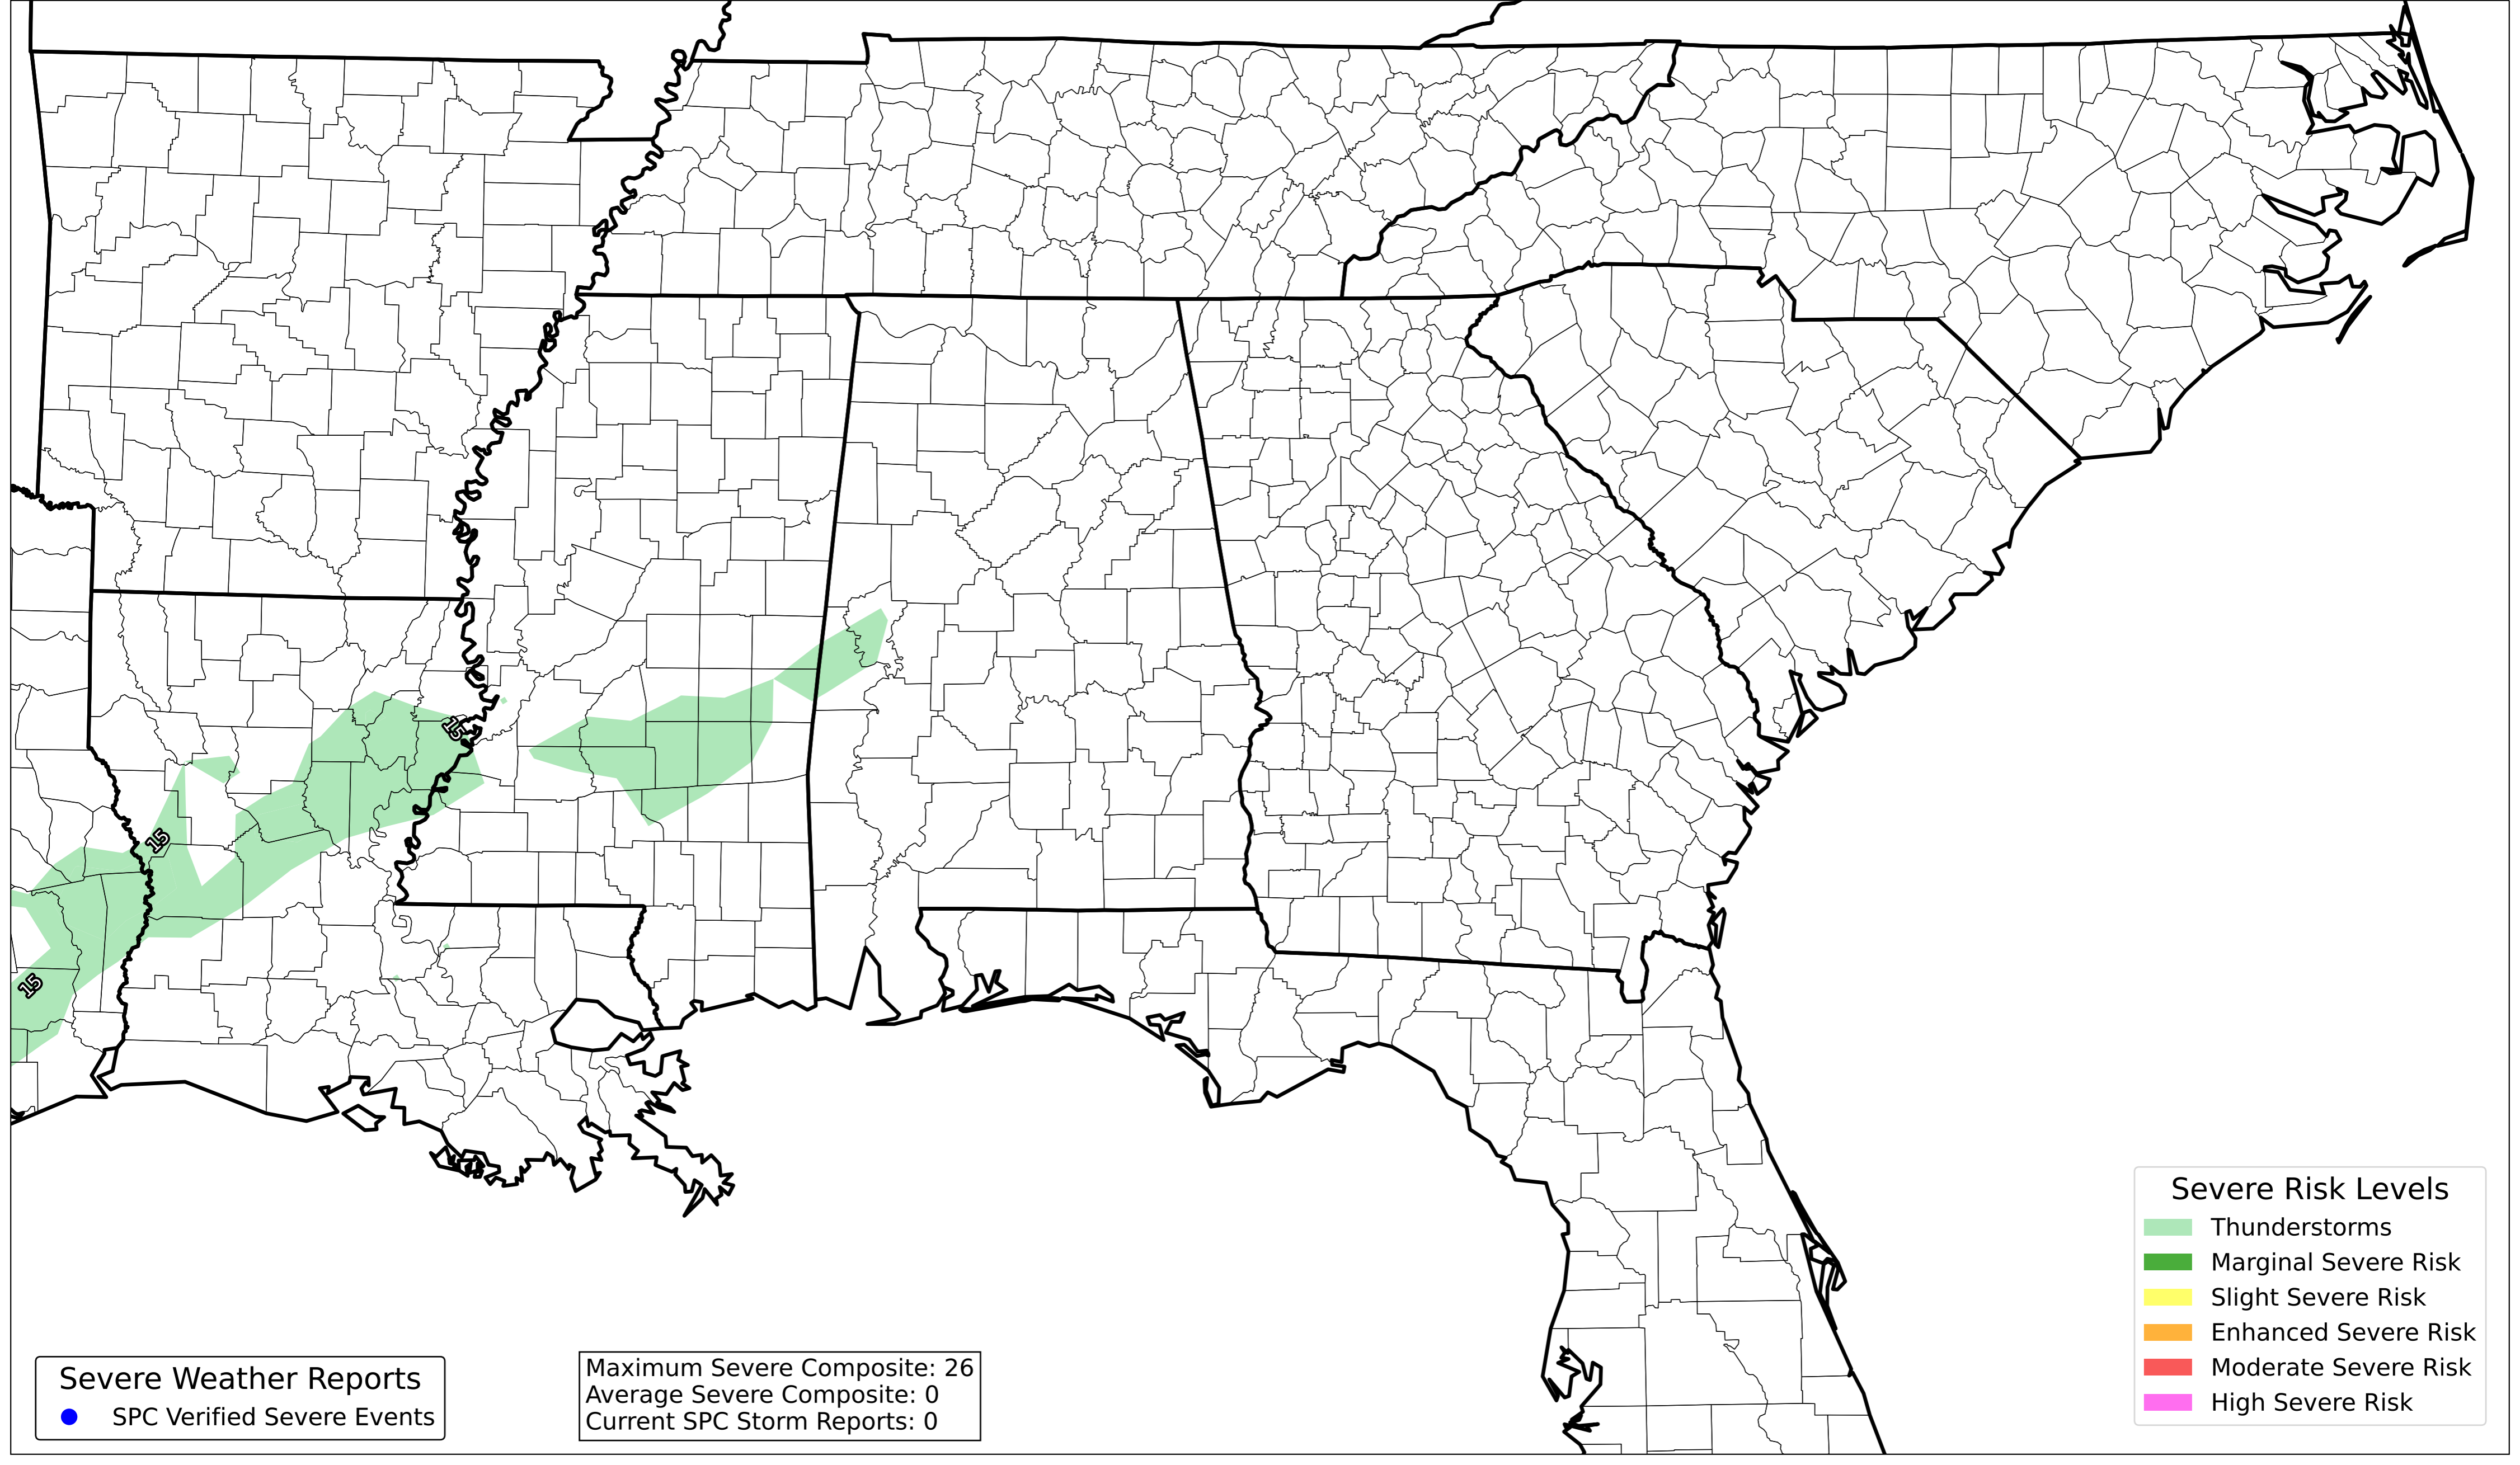 15
15
15
Severe Risk Levels
Thunderstorms
Marginal Severe Risk
Slight Severe Risk
Enhanced Severe Risk
Moderate Severe Risk
High Severe Risk
Severe Weather Reports
SPC Verified Severe Events
Maximum Severe Composite: 26
Average Severe Composite: 0
Current SPC Storm Reports: 0